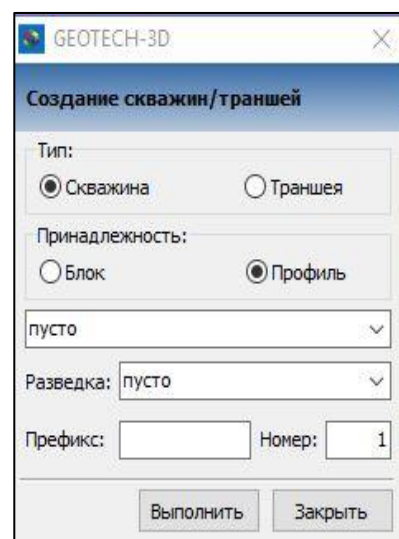 GEOTECH-3D
Создание скважин/траншей
Тип:
Скважина Траншея
Принадлежность:
Блок Профиль
пусто
Разведка: пусто
Префикс: Номер: 1
Выполнить Закрыть